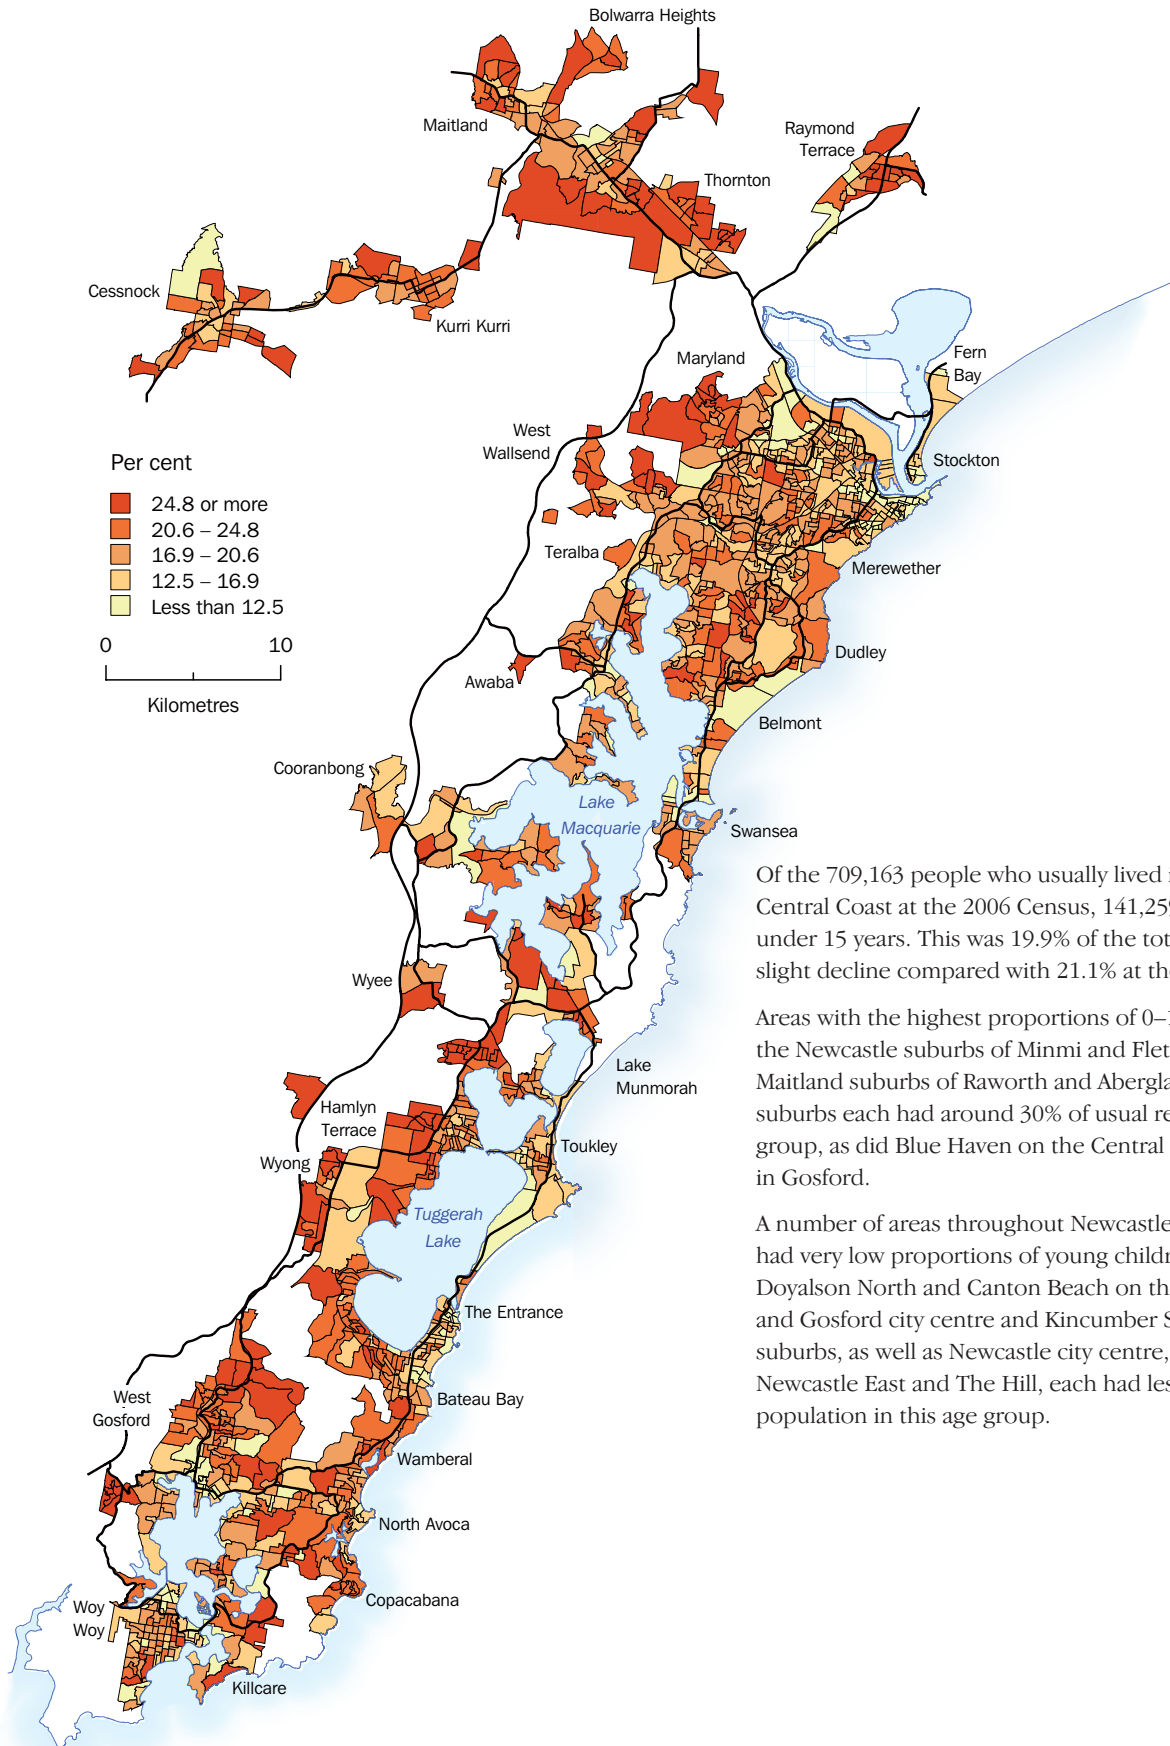 Bolwarra Heights
Maitland
Raymond
Terrace
Thornton
Cessnock
Kurri Kurri
Maryland
Fern
Bay
West
Wallsend
Stockton
Per cent
24.8 or more
20.6 – 24.8
16.9 – 20.6
12.5 – 16.9
Less than 12.5
0 10
Kilometres
Teralba
Merewether
Dudley
Awaba
Belmont
Cooranbong
Lake
Macquarie
Swansea
Of the 709,163 people who usually lived
Central Coast at the 2006 Census, 141,259
under 15 years. This was 19.9% of the tot
slight decline compared with 21.1% at the
Wyee
Areas with the highest proportions of 0–
the Newcastle suburbs of Minmi and Flet
Maitland suburbs of Raworth and Abergla
suburbs each had around 30% of usual re
group, as did Blue Haven on the Central
in Gosford.
Lake
Munmorah
Hamlyn
Terrace
Toukley
Wyong
Tuggerah
Lake
A number of areas throughout Newcastle
had very low proportions of young childr
Doyalson North and Canton Beach on th
and Gosford city centre and Kincumber S
suburbs, as well as Newcastle city centre,
Newcastle East and The Hill, each had les
population in this age group.
The Entrance
Bateau Bay
West
Gosford
Wamberal
North Avoca
Copacabana
Woy
Woy
Killcare